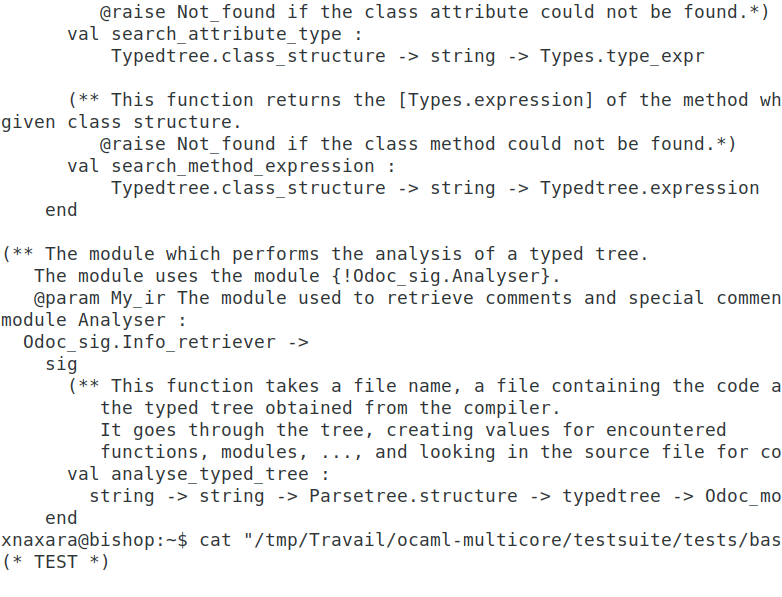 @raise Not_found if the class attribute could not be found.*)
      val search_attribute_type :
          Typedtree.class_structure -> string -> Types.type_expr

      (** This function returns the [Types.expression] of the method wh
given class structure.
         @raise Not_found if the class method could not be found.*)
      val search_method_expression :
          Typedtree.class_structure -> string -> Typedtree.expression
    end

(** The module which performs the analysis of a typed tree.
   The module uses the module {!Odoc_sig.Analyser}.
   @param My_ir The module used to retrieve comments and special commen
module Analyser :
  Odoc_sig.Info_retriever ->
    sig
      (** This function takes a file name, a file containing the code a
         the typed tree obtained from the compiler.
         It goes through the tree, creating values for encountered
         functions, modules, ..., and looking in the source file for co
      val analyse_typed_tree :
        string -> string -> Parsetree.structure -> typedtree -> Odoc_mo
    end
xnaxara@bishop:~$ cat "/tmp/Travail/ocaml-multicore/testsuite/tests/bas
(* TEST *)